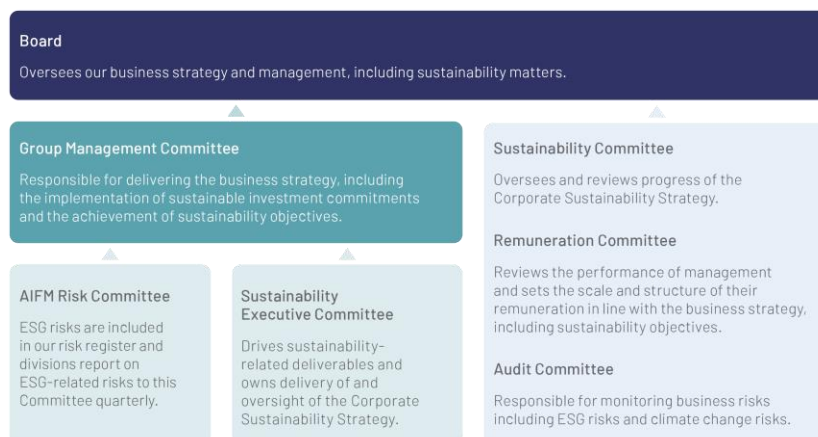 Board
Oversees our business strategy and management, including sustainability matters.
Group Management Committee
Responsible for delivering the business strategy, including
the implementation of sustainable investment commitments
and the achievement of sustainability objectives.
AIFM Risk Committee
ESG risks are included
in our risk register and
divisions report on
ESG-related risks to this
Committee quarterly.
Sustainability
Executive Committee
Drives sustainability-
related deliverables and
owns delivery of and
oversight of the Corporate
Sustainability Strategy.
Sustainability Committee
Oversees and reviews progress of the
Corporate Sustainability Strategy.
Remuneration Committee
Reviews the performance of management
and sets the scale and structure of their
remuneration in line with the business strategy,
including sustainability objectives.
Audit Committee
Responsible for monitoring business risks
including ESG risks and climate change risks.